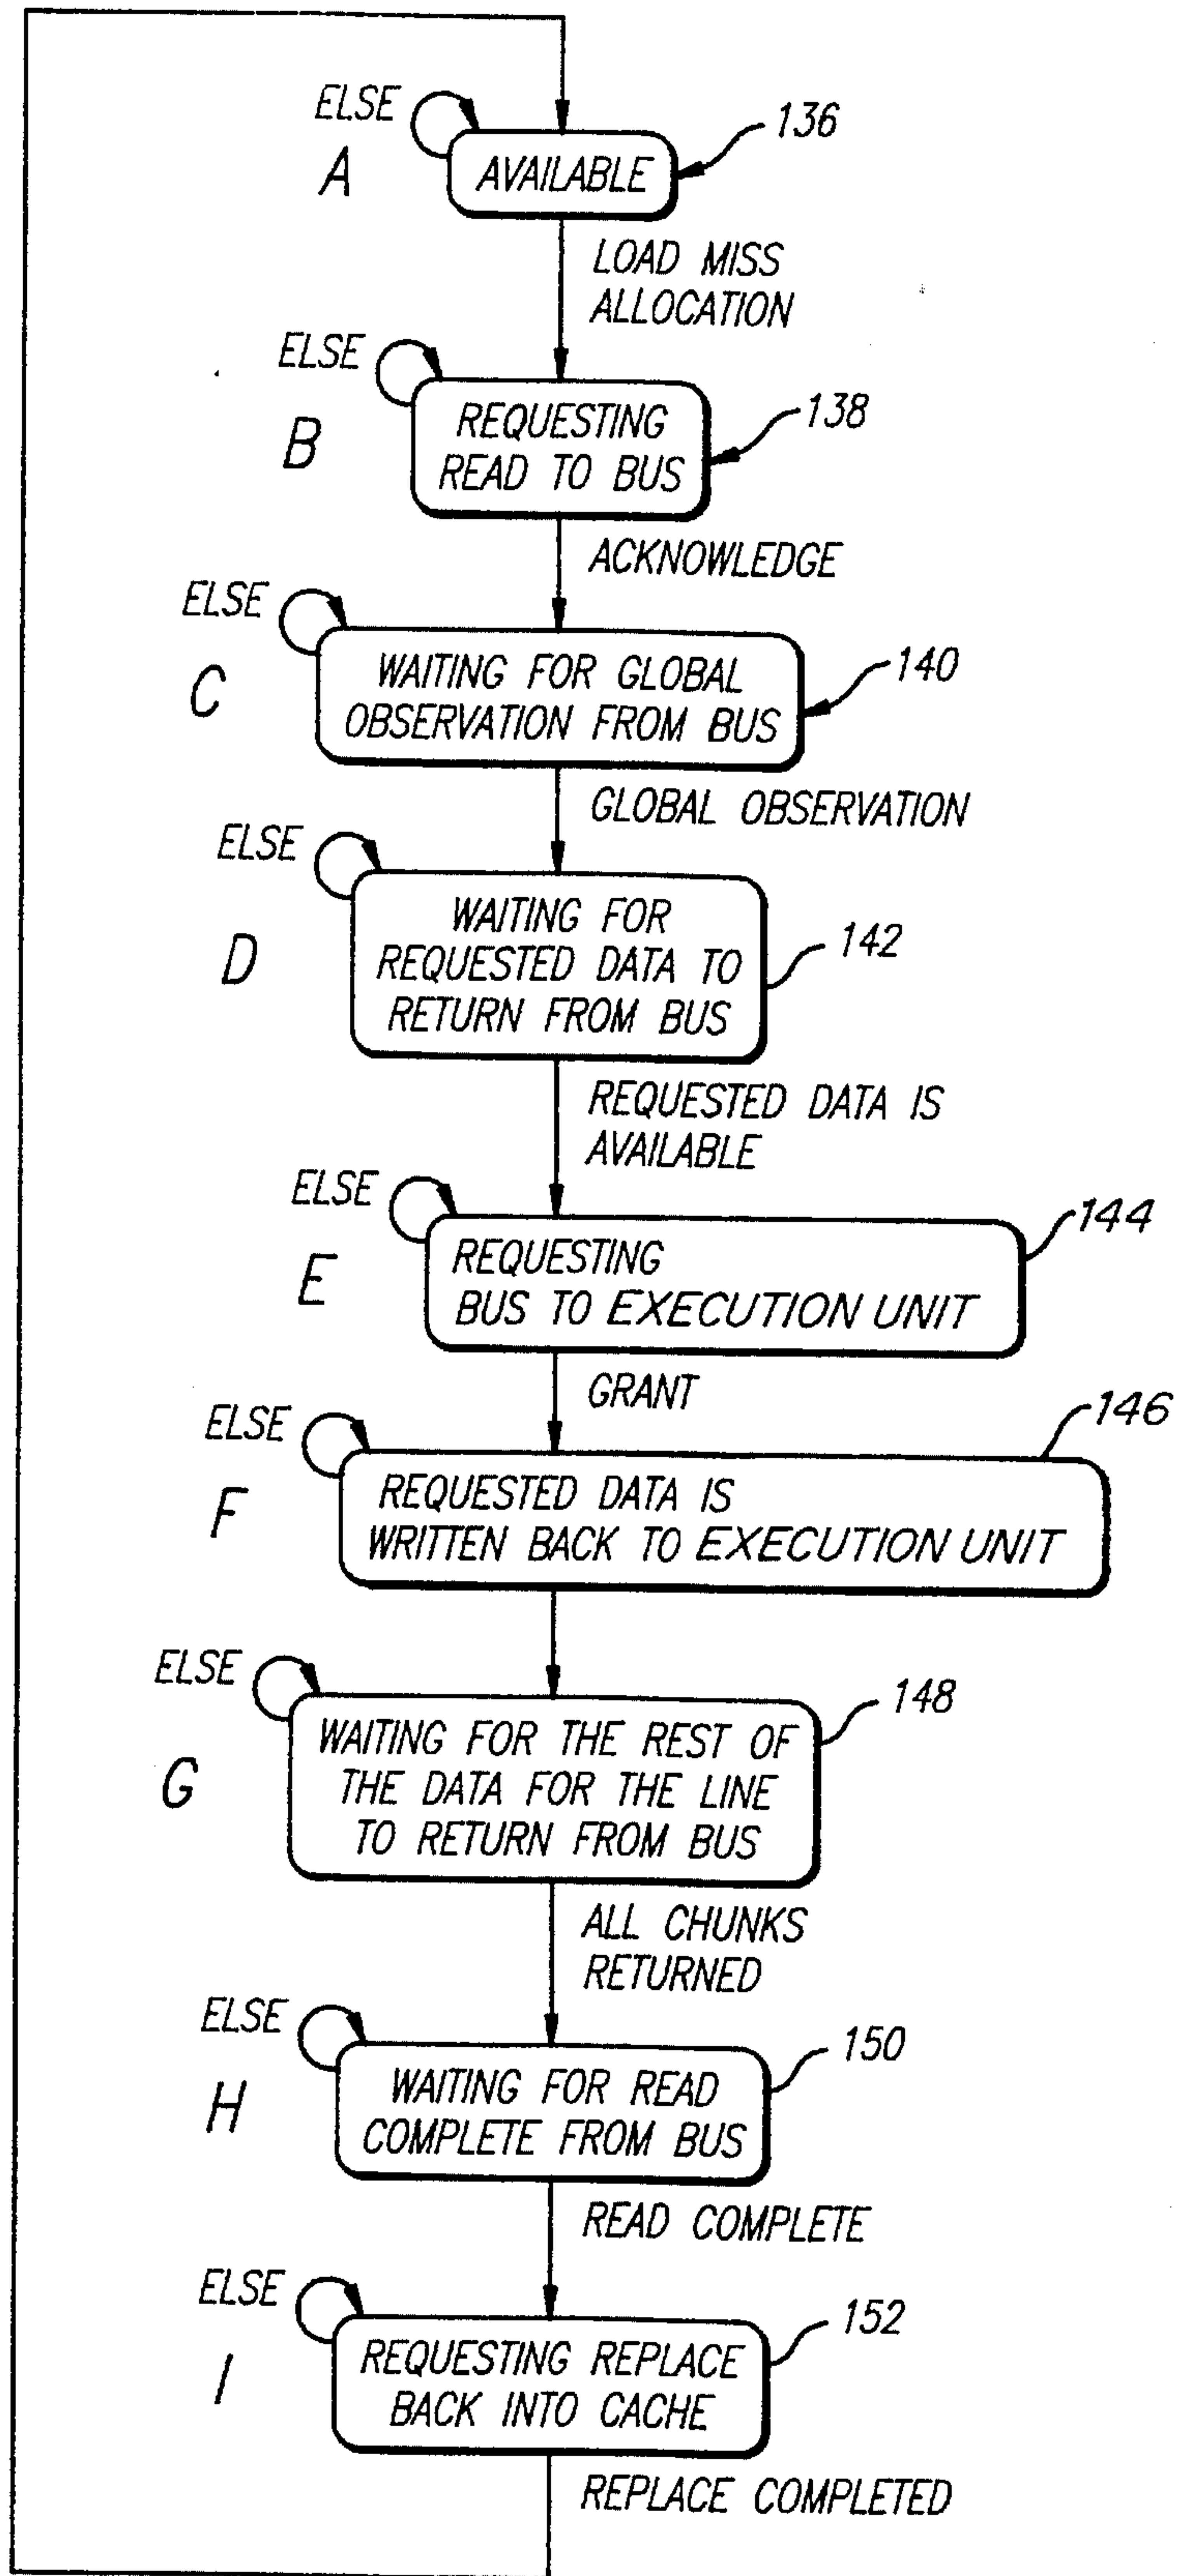 ELSE
136
A
AVAILABLE
LOAD MISS
ALLOCATION
ELSE
138
B
REQUESTING
READ TO BUS
ACKNOWLEDGE
ELSE
140
C
WAITING FOR GLOBAL
OBSERVATION FROM BUS
GLOBAL OBSERVATION
ELSE
142
D
WAITING FOR
REQUESTED DATA TO
RETURN FROM BUS
REQUESTED DATA IS
AVAILABLE
ELSE
144
E
REQUESTING
BUS TO EXECUTION UNIT
GRANT
ELSE
146
F
REQUESTED DATA IS
WRITTEN BACK TO EXECUTION UNIT
ELSE
148
G
WAITING FOR THE REST OF
THE DATA FOR THE LINE
TO RETURN FROM BUS
ALL CHUNKS
RETURNED
ELSE
150
H
WAITING FOR READ
COMPLETE FROM BUS
READ COMPLETE
ELSE
152
I
REQUESTING REPLACE
BACK INTO CACHE
REPLACE COMPLETED